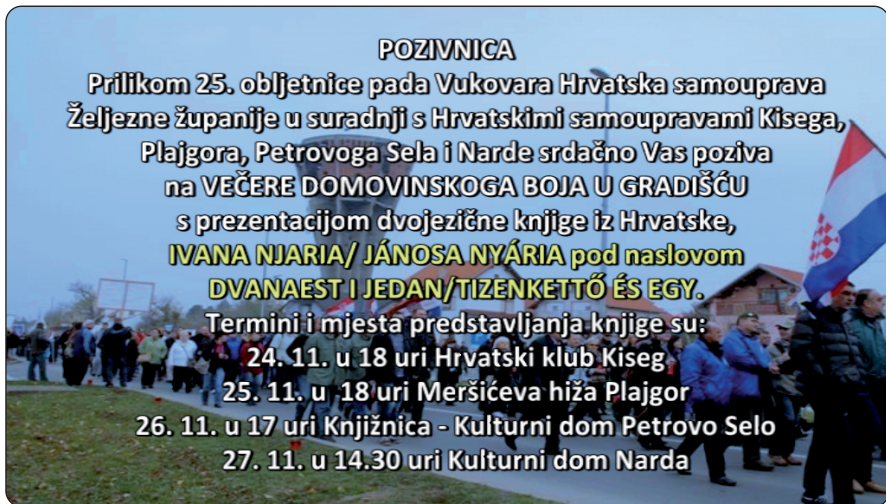 POZIVNICA
Prilikom 25. obljetnice pada Vukovara Hrvatska samouprava
Željezne županije u suradnji s Hrvatskimi samoupravami Kisega,
Plajgora, Petrovoga Sela i Narde srdačno Vas poziva
na VEČERE DOMOVINSKOGA BOJA U GRADIŠĆU
s prezentacijom dvojezične knjige iz Hrvatske,
IVANA NJARIA/ JÁNOSA NYÁRIA pod naslovom
DVANAEST I JEDAN/TIZENKETTŐ ÉS EGY.
Termini i mjesta predstavljanja knjige su:
24. 11. u 18 uri Hrvatski klub Kiseg
25. 11. u  18 uri Meršićeva hiža Plajgor
26. 11. u 17 uri Knjižnica - Kulturni dom Petrovo Selo
27. 11. u 14.30 uri Kulturni dom Narda